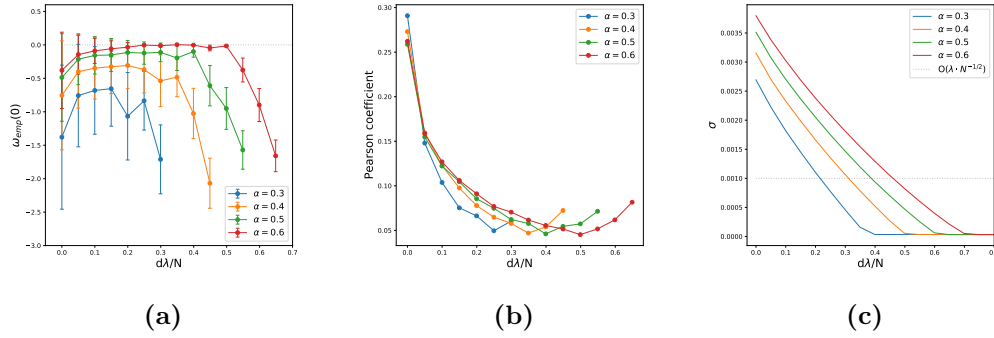 0.0
−0.5
−1.0
−1.5
−2.0
−2.5
−3.0
ω_emp(0)
0.0 0.1 0.2 0.3 0.4 0.5 0.6 0.7
dλ/N
α = 0.3
α = 0.4
α = 0.5
α = 0.6
(a)
0.30
0.25
0.20
0.15
0.10
0.05
Pearson coefficient
0.0 0.1 0.2 0.3 0.4 0.5 0.6
dλ/N
α = 0.3
α = 0.4
α = 0.5
α = 0.6
(b)
0.0035
0.0030
0.0025
0.0020
0.0015
0.0010
0.0005
0.0000
σ
0.0 0.1 0.2 0.3 0.4 0.5 0.6 0.7 0.8
dλ/N
α = 0.3
α = 0.4
α = 0.5
α = 0.6
O(λ · N^{−1/2})
(c)